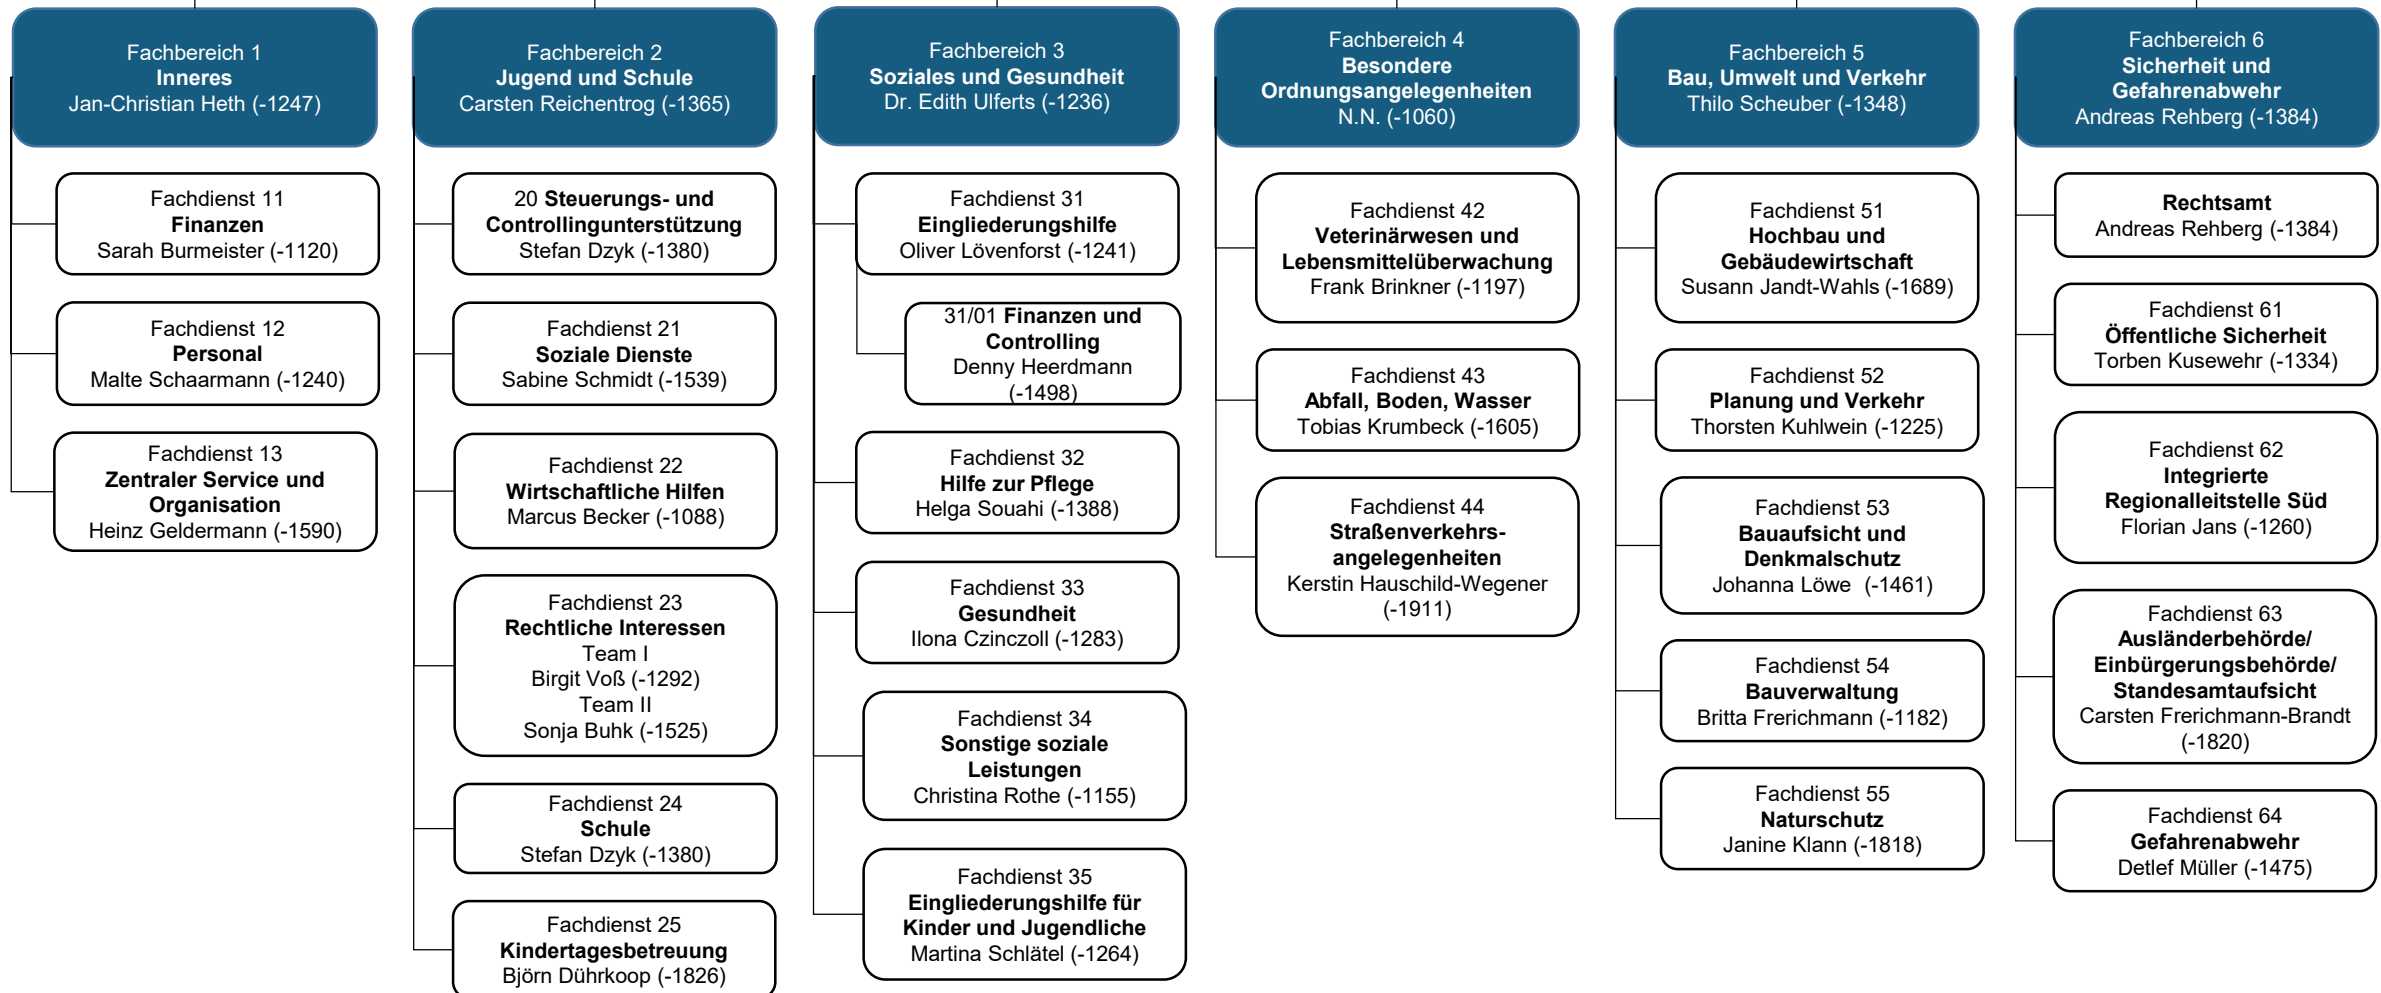 Fachbereich 1
Inneres
Jan-Christian Heth (-1247)
Fachdienst 11
Finanzen
Sarah Burmeister (-1120)
Fachdienst 12
Personal
Malte Schaarmann (-1240)
Fachdienst 13
Zentraler Service und
Organisation
Heinz Geldermann (-1590)
Fachbereich 2
Jugend und Schule
Carsten Reichentrog (-1365)
20 Steuerungs- und
Controllingunterstützung
Stefan Dzyk (-1380)
Fachdienst 21
Soziale Dienste
Sabine Schmidt (-1539)
Fachdienst 22
Wirtschaftliche Hilfen
Marcus Becker (-1088)
Fachdienst 23
Rechtliche Interessen
Team I
Birgit Voß (-1292)
Team II
Sonja Buhk (-1525)
Fachdienst 24
Schule
Stefan Dzyk (-1380)
Fachdienst 25
Kindertagesbetreuung
Björn Dührkoop (-1826)
Fachbereich 3
Soziales und Gesundheit
Dr. Edith Ulferts (-1236)
Fachdienst 31
Eingliederungshilfe
Oliver Lövenforst (-1241)
31/01 Finanzen und
Controlling
Denny Heerdmann
(-1498)
Fachdienst 32
Hilfe zur Pflege
Helga Souahi (-1388)
Fachdienst 33
Gesundheit
Ilona Czinczoll (-1283)
Fachdienst 34
Sonstige soziale
Leistungen
Christina Rothe (-1155)
Fachdienst 35
Eingliederungshilfe für
Kinder und Jugendliche
Martina Schlätel (-1264)
Fachbereich 4
Besondere
Ordnungsangelegenheiten
N.N. (-1060)
Fachdienst 42
Veterinärwesen und
Lebensmittelüberwachung
Frank Brinkner (-1197)
Fachdienst 43
Abfall, Boden, Wasser
Tobias Krumbeck (-1605)
Fachdienst 44
Straßenverkehrs-
angelegenheiten
Kerstin Hauschild-Wegener
(-1911)
Fachbereich 5
Bau, Umwelt und Verkehr
Thilo Scheuber (-1348)
Fachdienst 51
Hochbau und
Gebäudewirtschaft
Susann Jandt-Wahls (-1689)
Fachdienst 52
Planung und Verkehr
Thorsten Kuhlwein (-1225)
Fachdienst 53
Bauaufsicht und
Denkmalschutz
Johanna Löwe (-1461)
Fachdienst 54
Bauverwaltung
Britta Frerichmann (-1182)
Fachdienst 55
Naturschutz
Janine Klann (-1818)
Fachbereich 6
Sicherheit und
Gefahrenabwehr
Andreas Rehberg (-1384)
Rechtsamt
Andreas Rehberg (-1384)
Fachdienst 61
Öffentliche Sicherheit
Torben Kusewehr (-1334)
Fachdienst 62
Integrierte
Regionalleitstelle Süd
Florian Jans (-1260)
Fachdienst 63
Ausländerbehörde/
Einbürgerungsbehörde/
Standesamtaufsicht
Carsten Frerichmann-Brandt
(-1820)
Fachdienst 64
Gefahrenabwehr
Detlef Müller (-1475)